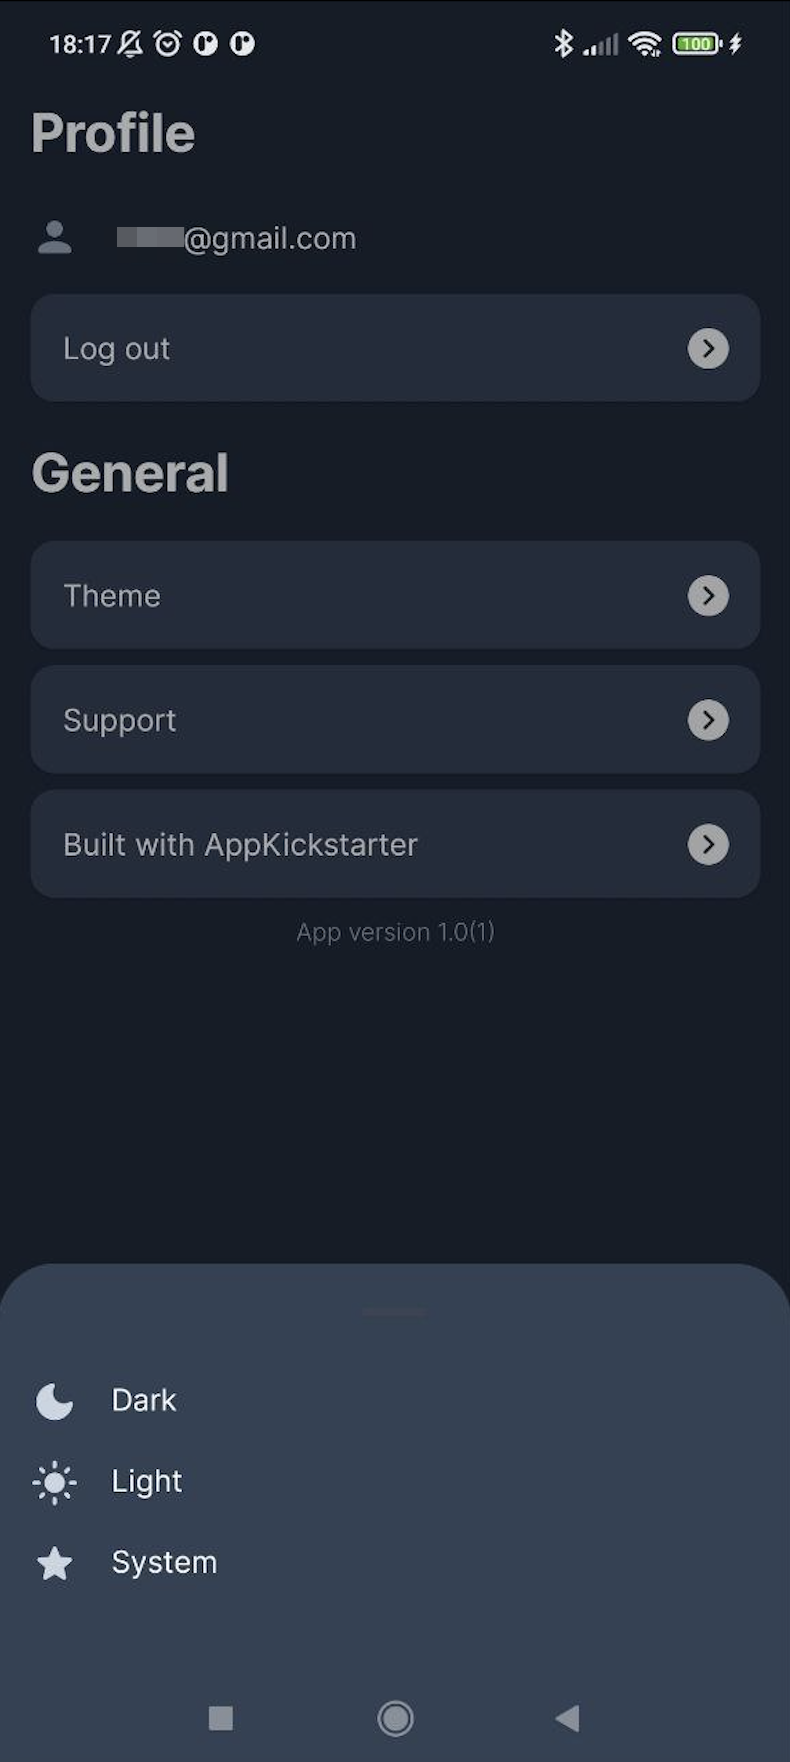 18:17
100
Profile
@gmail.com
Log out
General
Theme
Support
Built with AppKickstarter
App version 1.0(1)
Dark
Light
System